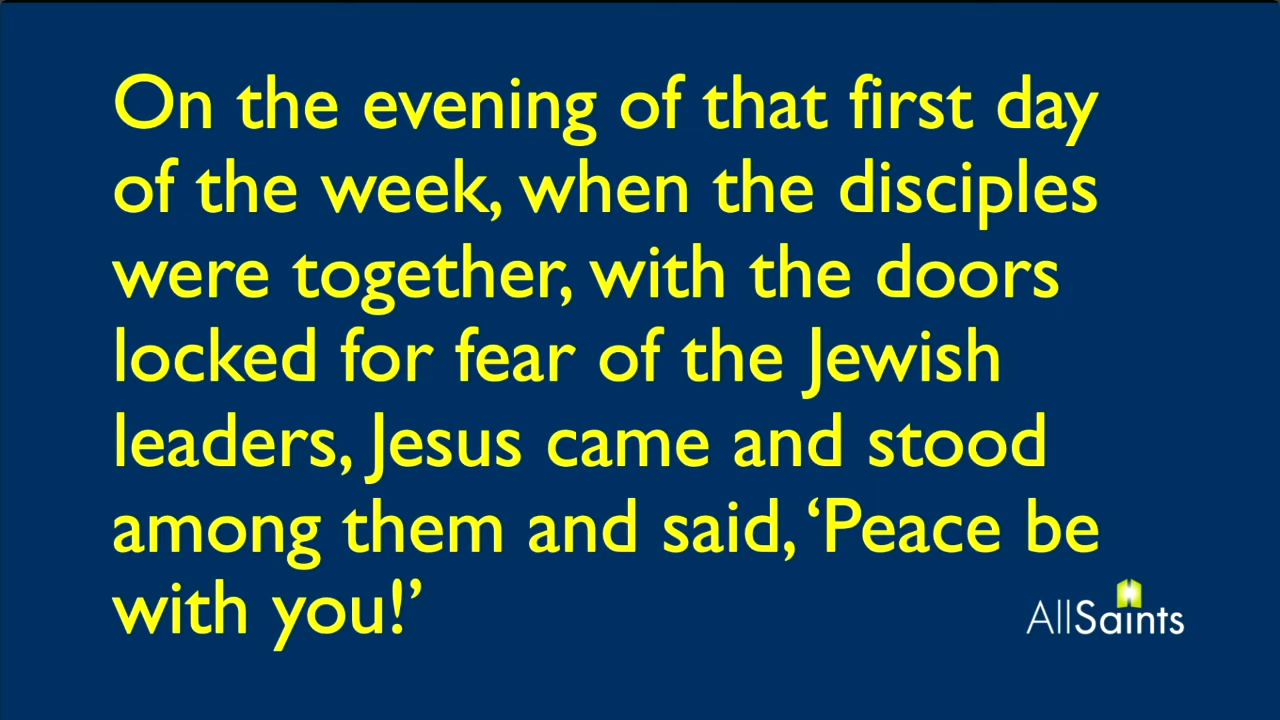 On the evening of that first day
of the week, when the disciples
were together, with the doors
locked for fear of the Jewish
leaders, Jesus came and stood
among them and said, ‘Peace be
with you!’
AllSaints